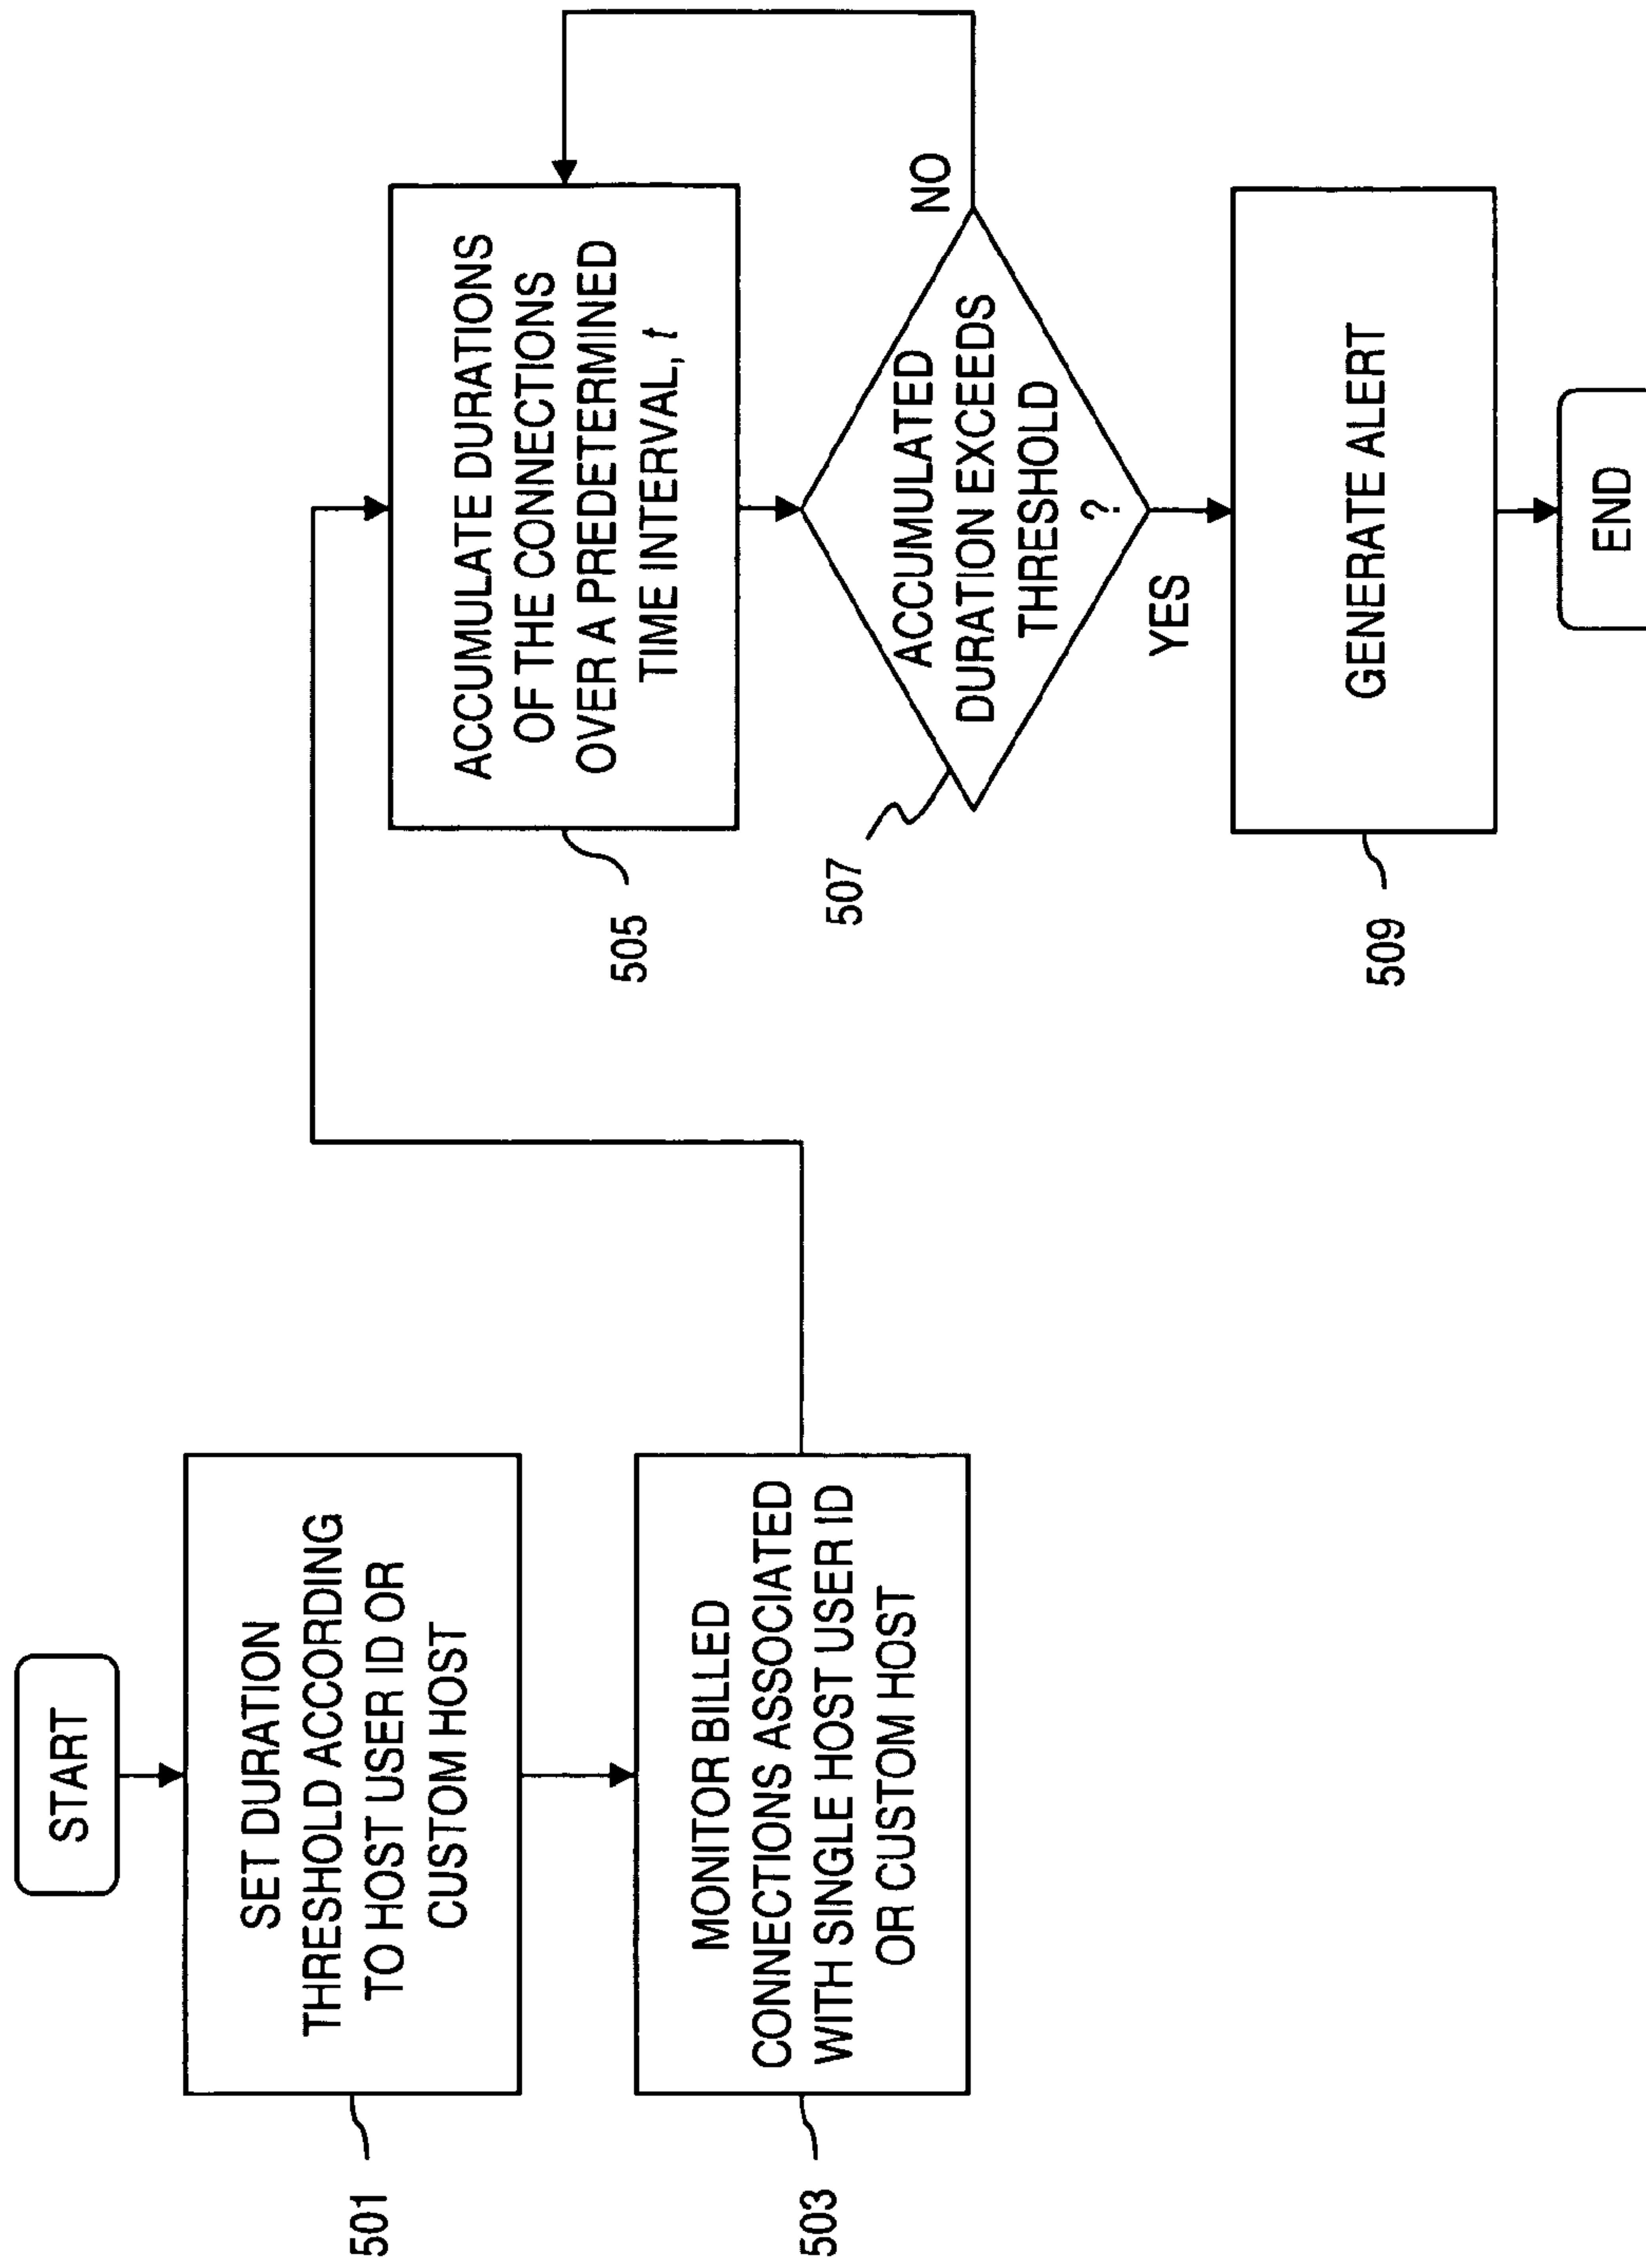 START
SET DURATION
THRESHOLD ACCORDING
TO HOST USER ID OR
CUSTOM HOST
501
MONITOR BILLED
CONNECTIONS ASSOCIATED
WITH SINGLE HOST USER ID
OR CUSTOM HOST
503
ACCUMULATE DURATIONS
OF THE CONNECTIONS
OVER A PREDETERMINED
TIME INTERVAL, t
505
ACCUMULATED
DURATION EXCEEDS
THRESHOLD
?
507
NO
YES
GENERATE ALERT
509
END